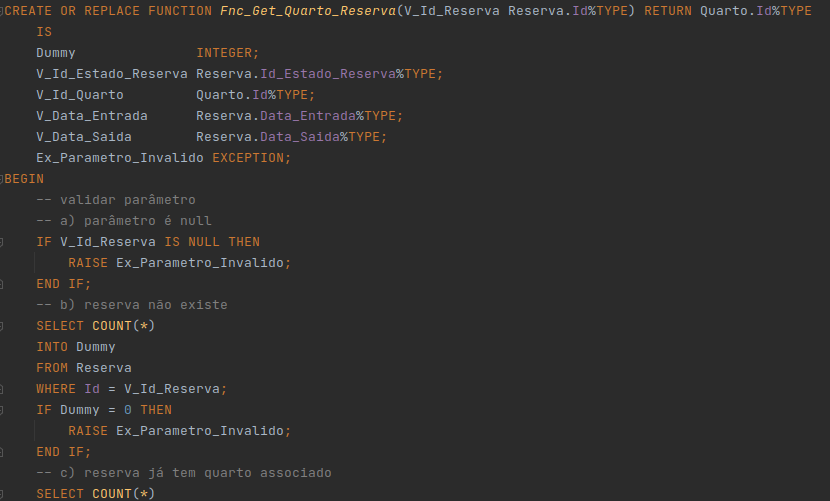 CREATE OR REPLACE FUNCTION Fnc_Get_Quarto_Reserva(V_Id_Reserva Reserva.Id%TYPE) RETURN Quarto.Id%TYPE
    IS
    Dummy               INTEGER;
    V_Id_Estado_Reserva Reserva.Id_Estado_Reserva%TYPE;
    V_Id_Quarto         Quarto.Id%TYPE;
    V_Data_Entrada      Reserva.Data_Entrada%TYPE;
    V_Data_Saida        Reserva.Data_Saida%TYPE;
    Ex_Parametro_Invalido EXCEPTION;
BEGIN
    -- validar parâmetro
    -- a) parâmetro é null
    IF V_Id_Reserva IS NULL THEN
        RAISE Ex_Parametro_Invalido;
    END IF;
    -- b) reserva não existe
    SELECT COUNT(*)
    INTO Dummy
    FROM Reserva
    WHERE Id = V_Id_Reserva;
    IF Dummy = 0 THEN
        RAISE Ex_Parametro_Invalido;
    END IF;
    -- c) reserva já tem quarto associado
    SELECT COUNT(*)